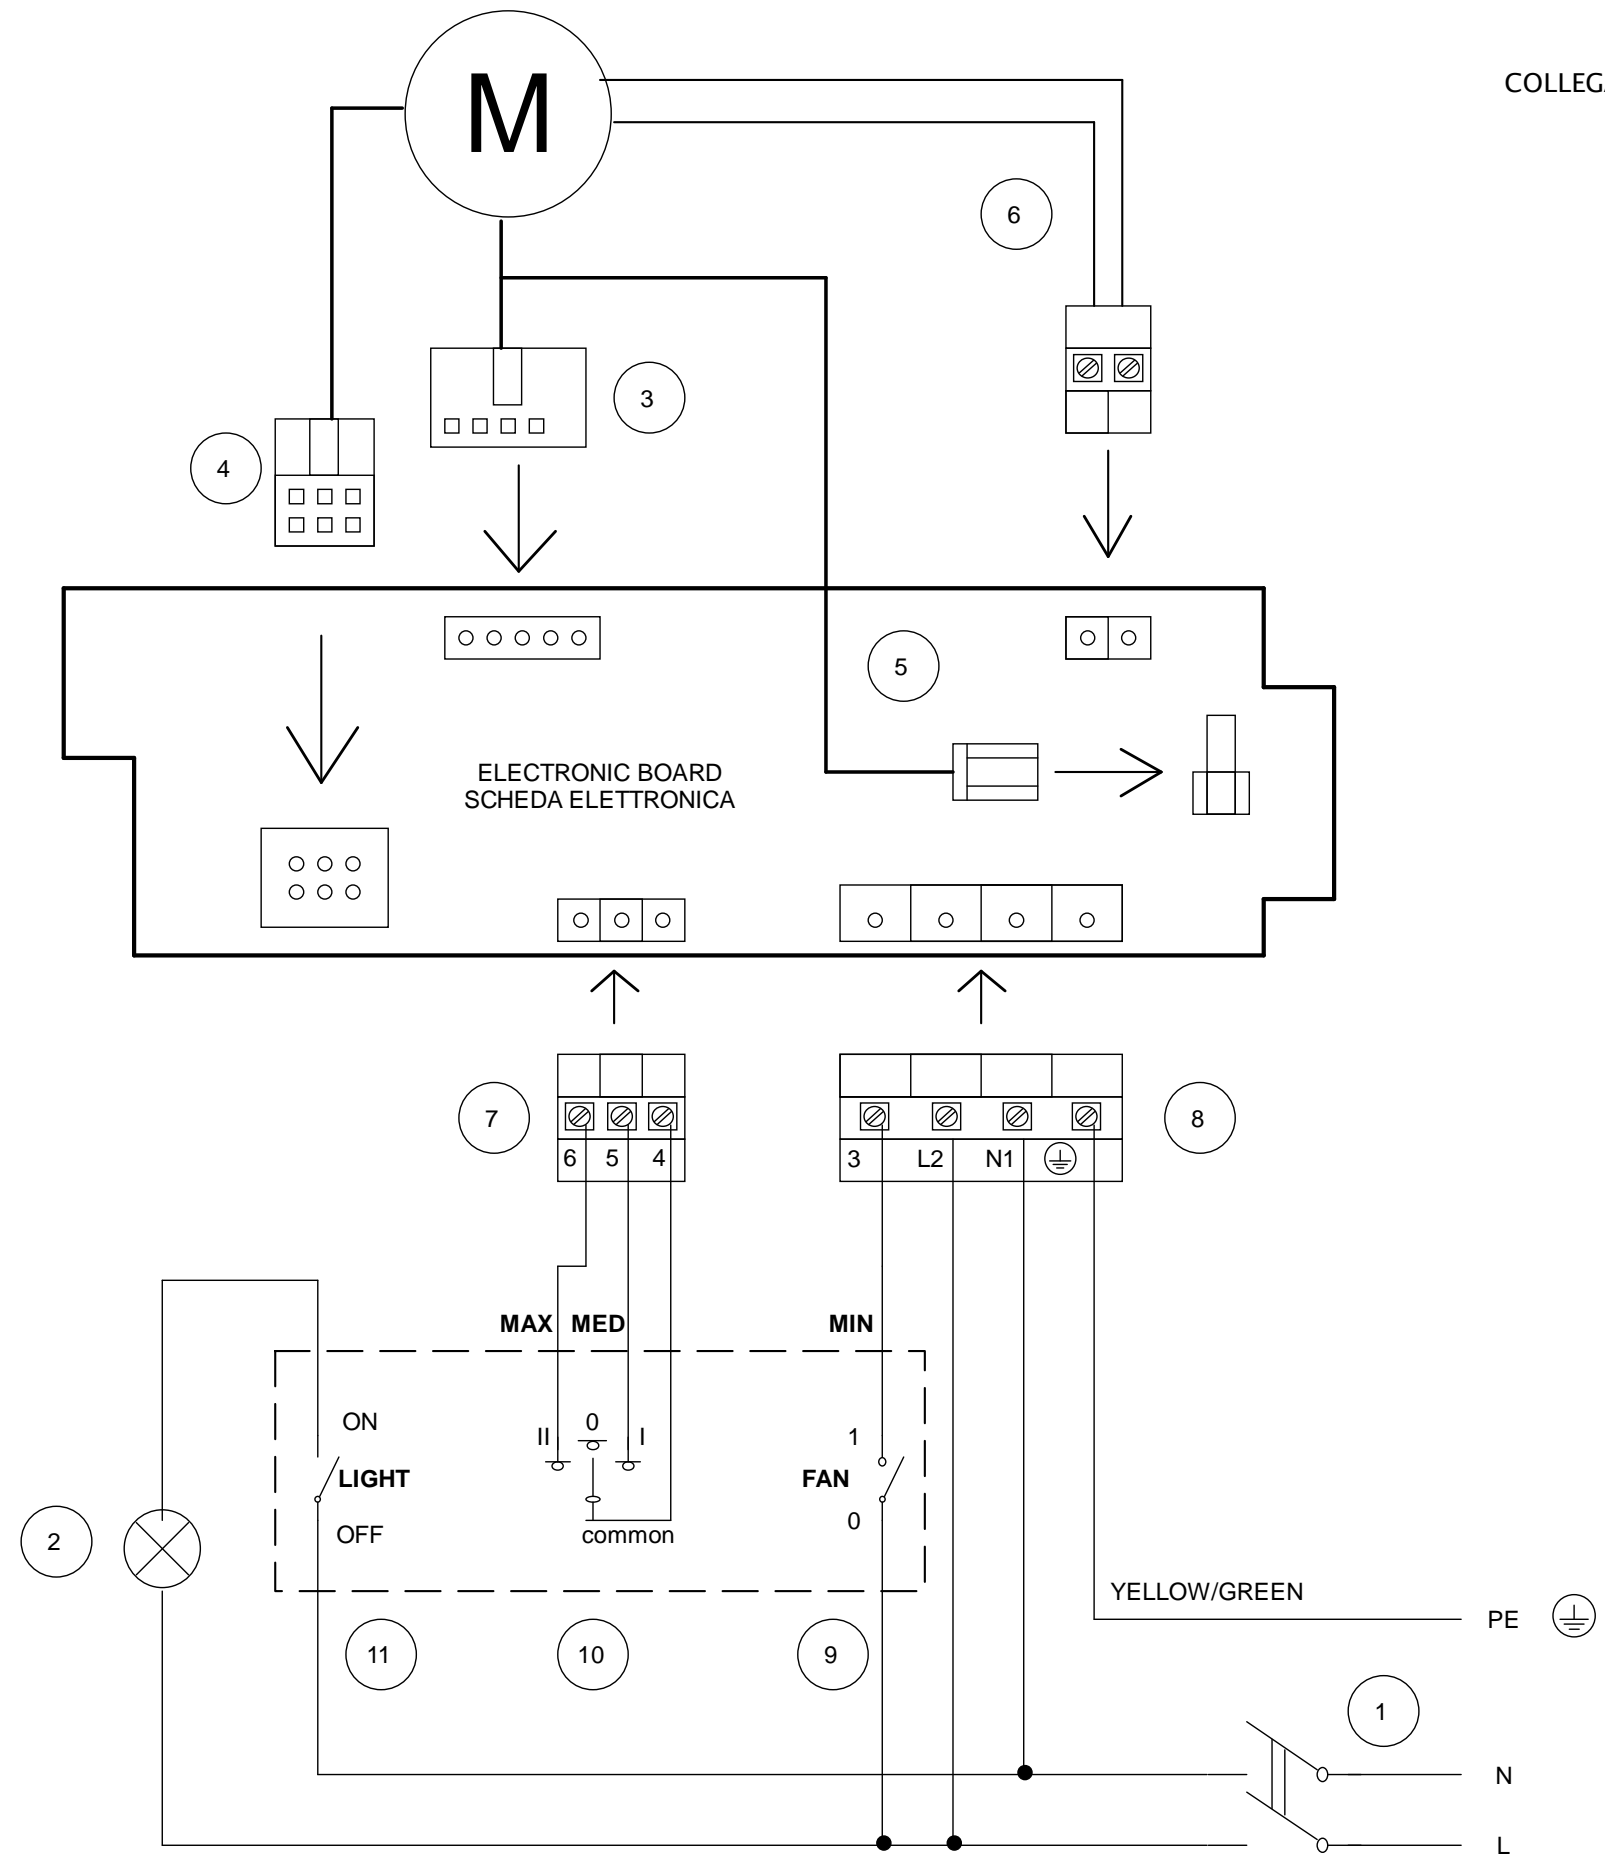 M
COLLEG
6
3
4
5
ELECTRONIC BOARD
SCHEDA ELETTRONICA
7
8
6 5 4
3 L2 N1
MAX MED MIN
ON
II 0 I
1
LIGHT
FAN
OFF
common
0
2
YELLOW/GREEN
PE
11
10
9
1
N
L